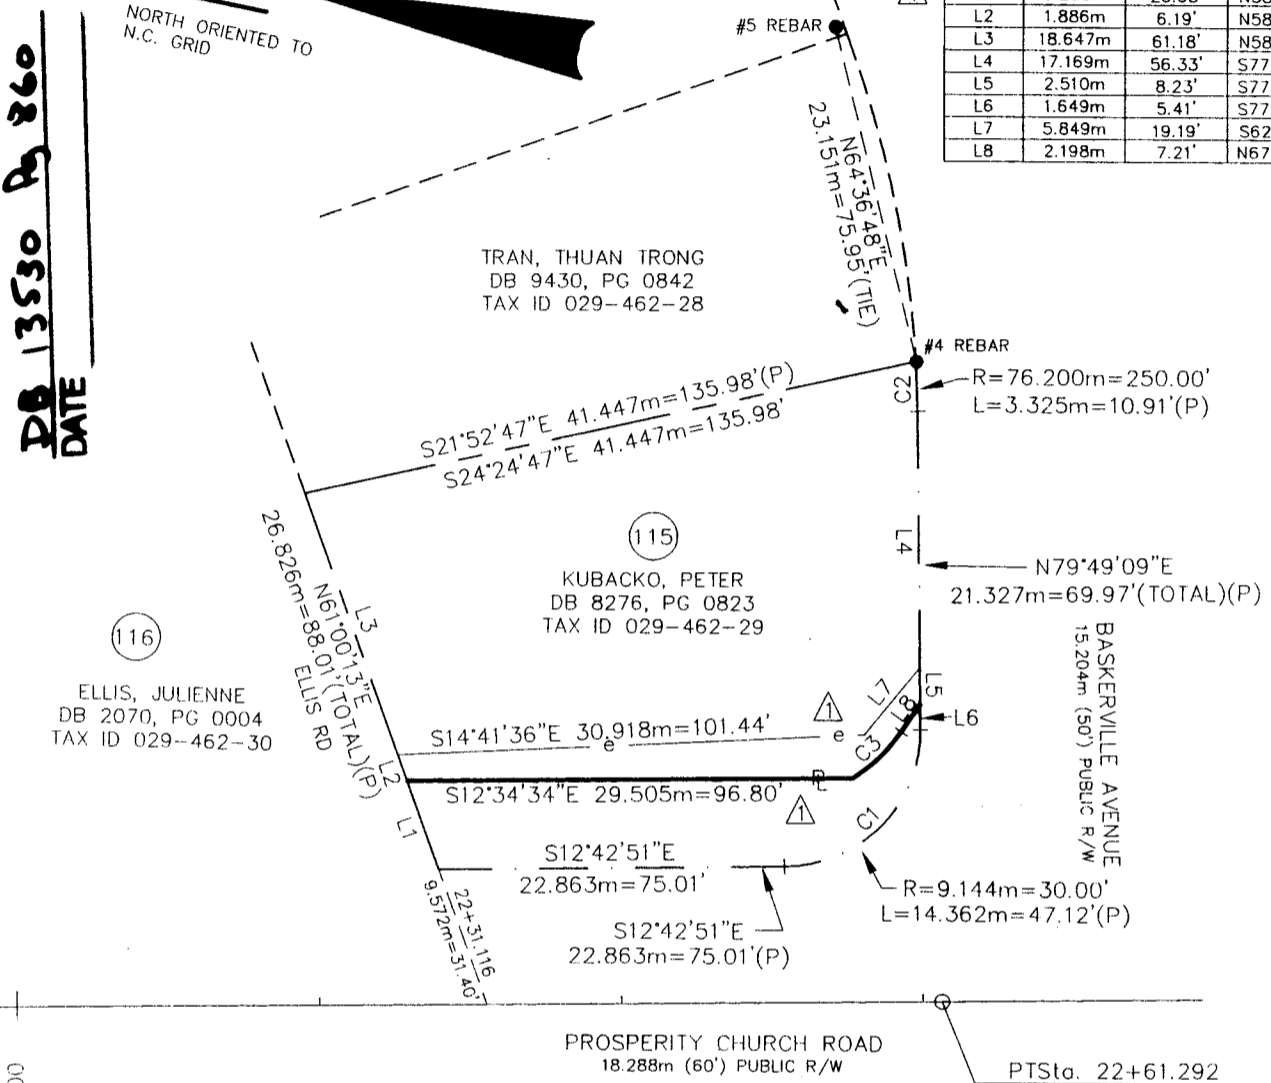 DB 13530 Pg 860
DATE
NORTH ORIENTED TO
N.C. GRID
#5 REBAR
L2 1.886m 6.19' N58
L3 18.647m 61.18' N58
L4 17.169m 56.33' S77
L5 2.510m 8.23' S77
L6 1.649m 5.41' S77
L7 5.849m 19.19' S62
L8 2.198m 7.21' N67
N64°36'48"E
23.151m=75.95'(TIE)
TRAN, THUAN TRONG
DB 9430, PG 0842
TAX ID 029-462-28
#4 REBAR
C2
R=76.200m=250.00'
L=3.325m=10.91'(P)
S21°52'47"E 41.447m=135.98'(P)
S24°24'47"E 41.447m=135.98'
115
KUBACKO, PETER
DB 8276, PG 0823
TAX ID 029-462-29
L4
N79°49'09"E
21.327m=69.97'(TOTAL)(P)
L3
N61°00'13"E
26.826m=88.01'(TOTAL)(P)
ELLIS RD
116
ELLIS, JULIENNE
DB 2070, PG 0004
TAX ID 029-462-30
BASKERVILLE AVENUE
15.204m (50') PUBLIC R/W
L7
L5
L8
L6
1
S14°41'36"E 30.918m=101.44'
e
e
C3
L2
S12°34'34"E 29.505m=96.80'
PL
1
L1
C1
S12°42'51"E
22.863m=75.01'
R=9.144m=30.00'
L=14.362m=47.12'(P)
22+31.116
9.572m=31.40'
S12°42'51"E
22.863m=75.01'(P)
PROSPERITY CHURCH ROAD
18.288m (60') PUBLIC R/W
PTSta. 22+61.292
00